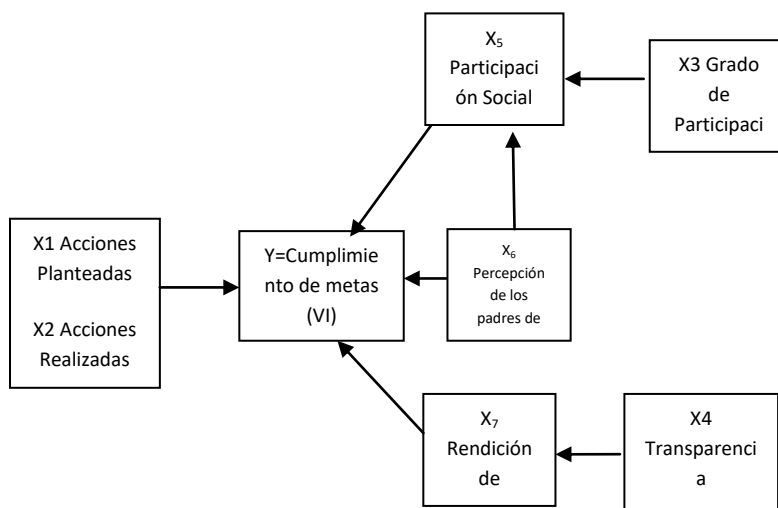 X₅
Participaci
ón Social
X3 Grado
de
Participaci
X1 Acciones
Planteadas
X2 Acciones
Realizadas
Y=Cumplimie
nto de metas
(VI)
X₆
Percepción
de los
padres de
X₇
Rendición
de
X4
Transparenci
a